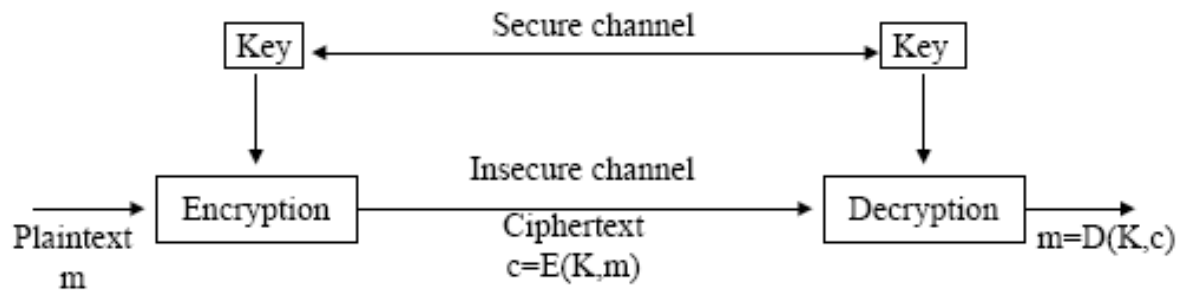 Secure channel
Key
Key
Insecure channel
Encryption
Decryption
Plaintext
m
Ciphertext
c=E(K,m)
m=D(K,c)